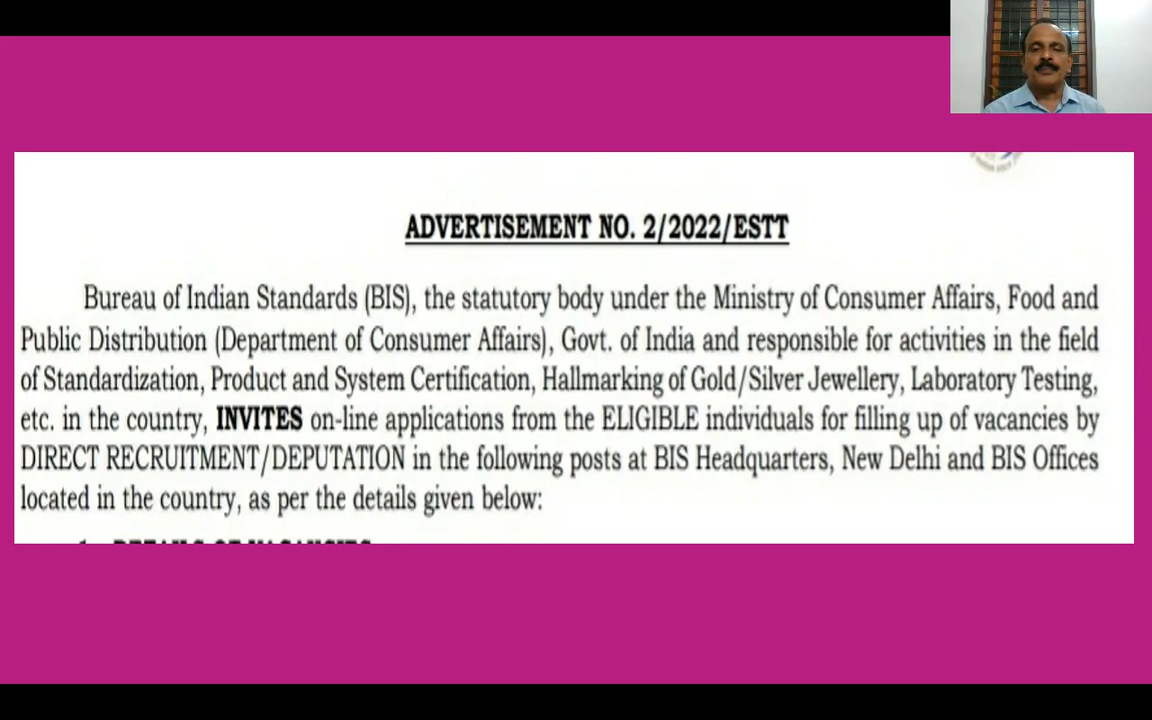 ADVERTISEMENT NO. 2/2022/ESTT
Bureau of Indian Standards (BIS), the statutory body under the Ministry of Consumer Affairs, Food and
Public Distribution (Department of Consumer Affairs), Govt. of India and responsible for activities in the field
of Standardization, Product and System Certification, Hallmarking of Gold/Silver Jewellery, Laboratory Testing,
etc. in the country, INVITES on-line applications from the ELIGIBLE individuals for filling up of vacancies by
DIRECT RECRUITMENT/DEPUTATION in the following posts at BIS Headquarters, New Delhi and BIS Offices
located in the country, as per the details given below: